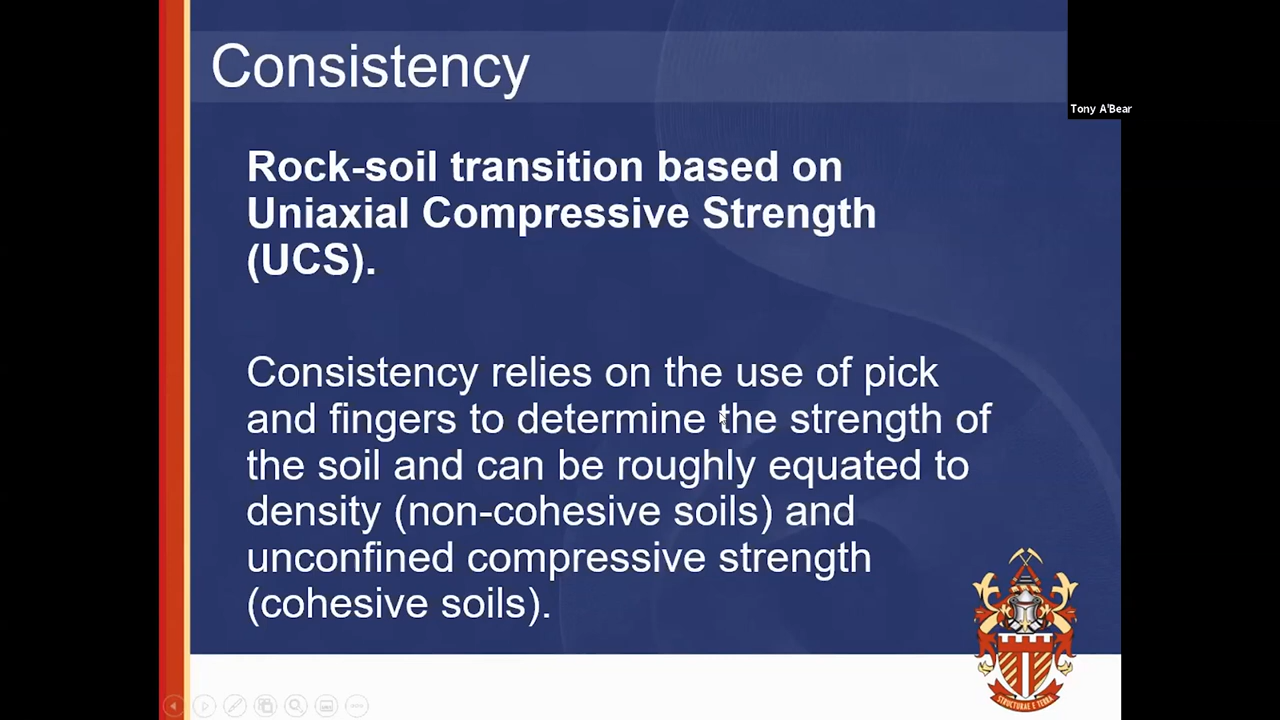 Consistency
Tony A'Bear
Rock-soil transition based on
Uniaxial Compressive Strength
(UCS).
Consistency relies on the use of pick
and fingers to determine the strength of
the soil and can be roughly equated to
density (non-cohesive soils) and
unconfined compressive strength
(cohesive soils).
STRUCTURAE E TERRA